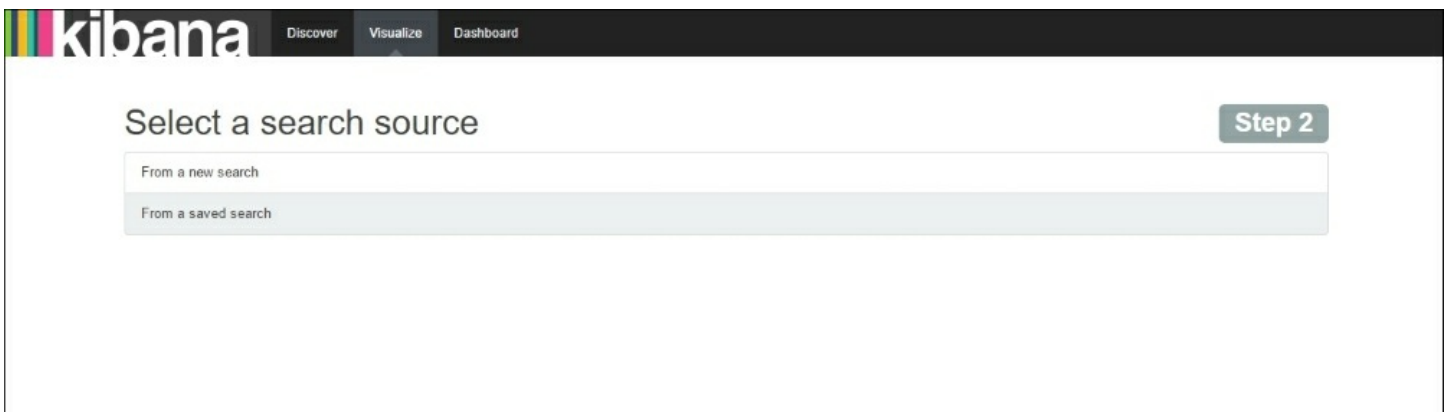 kibana Discover Visualize Dashboard
Select a search source Step 2
From a new search
From a saved search